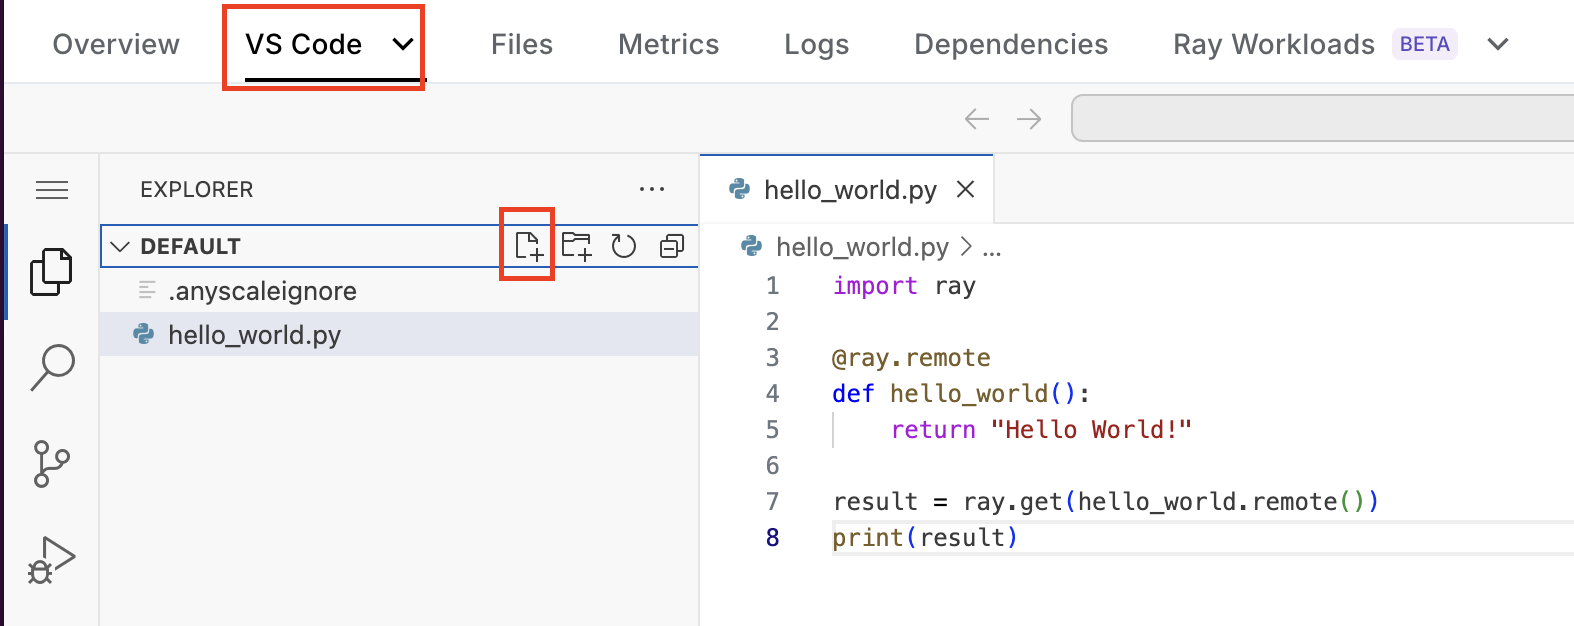 Overview VS Code Files Metrics Logs Dependencies Ray Workloads BETA
EXPLORER
DEFAULT
.anyscaleignore
hello_world.py
hello_world.py
hello_world.py > ...
1 import ray
2
3 @ray.remote
4 def hello_world():
5     return "Hello World!"
6
7 result = ray.get(hello_world.remote())
8 print(result)